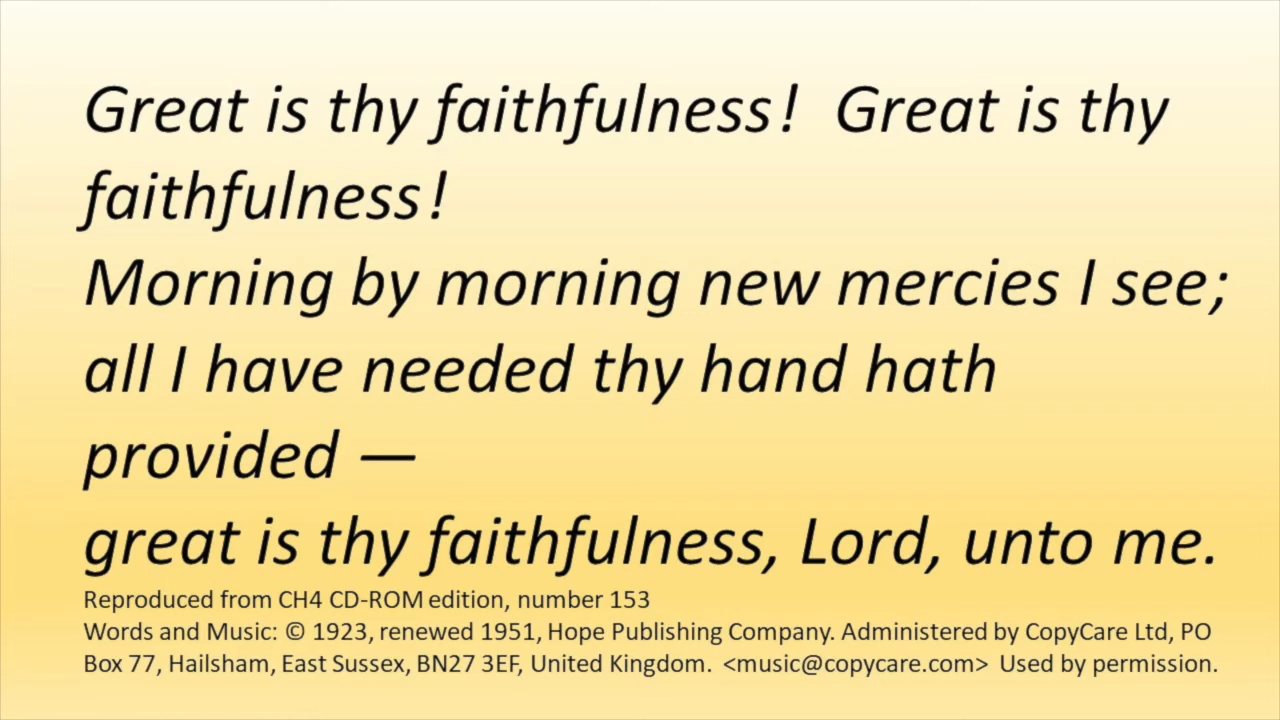 Great is thy faithfulness! Great is thy
faithfulness!
Morning by morning new mercies I see;
all I have needed thy hand hath
provided —
great is thy faithfulness, Lord, unto me.
Reproduced from CH4 CD-ROM edition, number 153
Words and Music: © 1923, renewed 1951, Hope Publishing Company. Administered by CopyCare Ltd, PO
Box 77, Hailsham, East Sussex, BN27 3EF, United Kingdom. <music@copycare.com> Used by permission.